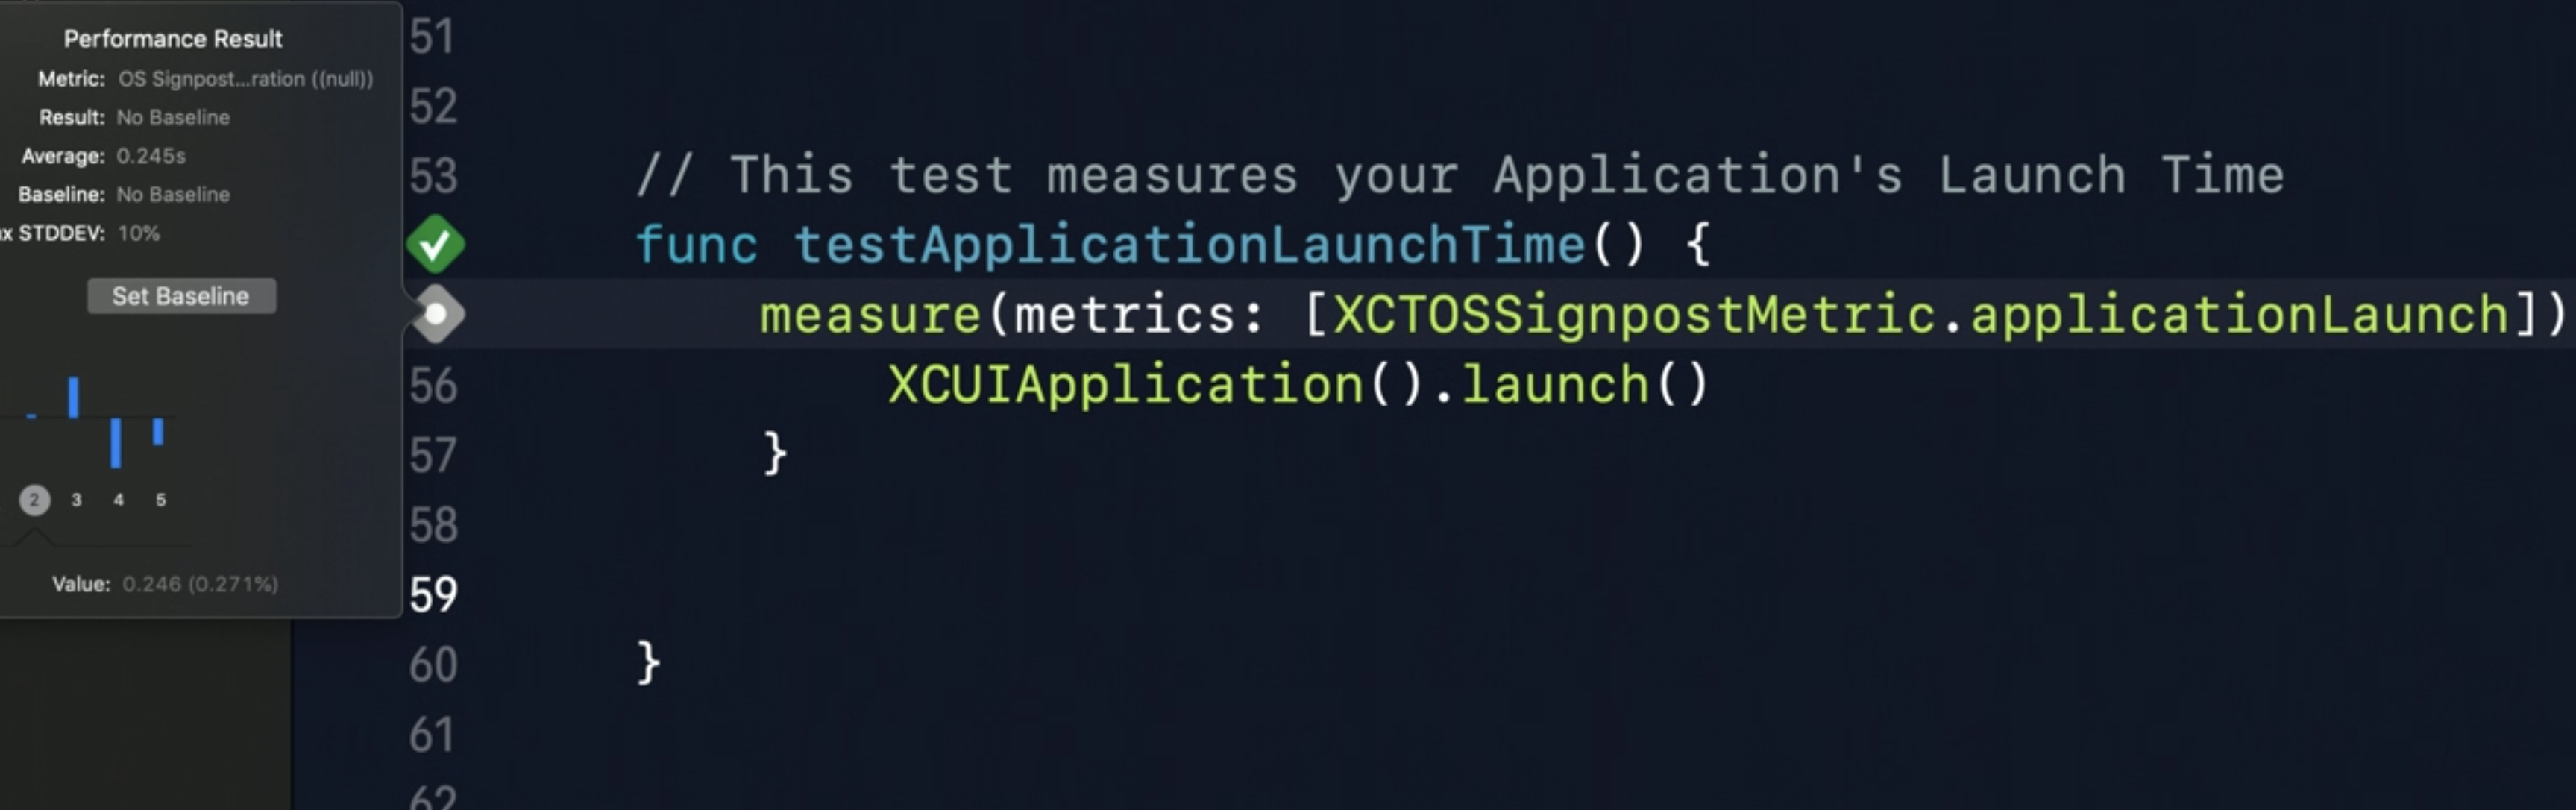 Performance Result
Metric: OS Signpost...ration ((null))
Result: No Baseline
Average: 0.245s
Baseline: No Baseline
x STDDEV: 10%
Set Baseline
2 3 4 5
Value: 0.246 (0.271%)
51
52
53 // This test measures your Application's Launch Time
func testApplicationLaunchTime() {
measure(metrics: [XCTOSSignpostMetric.applicationLaunch])
56 XCUIApplication().launch()
57 }
58
59
60 }
61
62